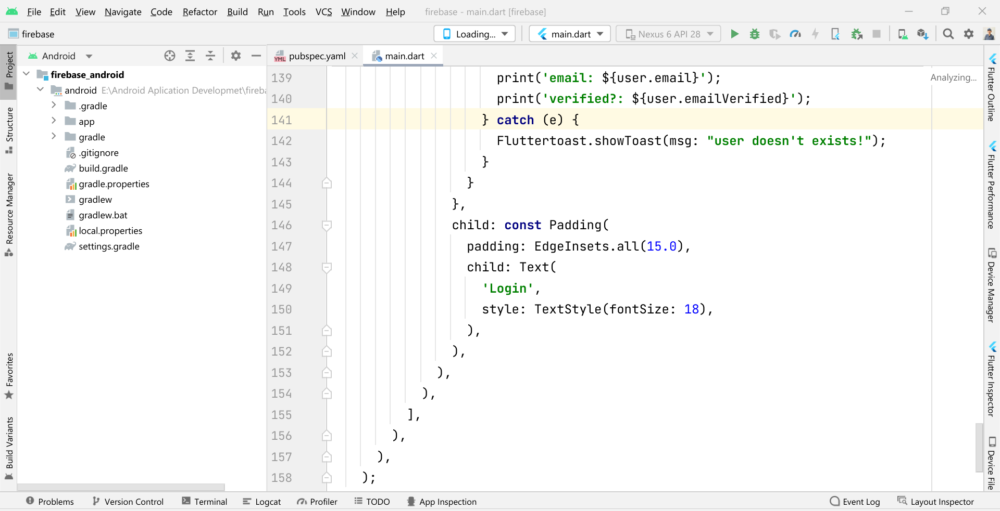 File Edit View Navigate Code Refactor Build Run Tools VCS Window Help firebase - main.dart [firebase]
firebase Loading... main.dart Nexus 6 API 28
Project
Structure
Resource Manager
Favorites
Build Variants
Android
firebase_android
android E:\Android Aplication Developmet\fireba
.gradle
app
gradle
.gitignore
build.gradle
gradle.properties
gradlew
gradlew.bat
local.properties
settings.gradle
YML pubspec.yaml main.dart
Analyzing...
139 print('email: ${user.email}');
140 print('verified?: ${user.emailVerified}');
141 } catch (e) {
142 Fluttertoast.showToast(msg: "user doesn't exists!");
143 }
144 }
145 },
146 child: const Padding(
147 padding: EdgeInsets.all(15.0),
148 child: Text(
149 'Login',
150 style: TextStyle(fontSize: 18),
151 ),
152 ),
153 ),
154 ),
155 ],
156 ),
157 ),
158 );
Flutter Outline
Flutter Performance
Device Manager
Flutter Inspector
Device File
Problems Version Control Terminal Logcat Profiler TODO App Inspection Event Log Layout Inspector